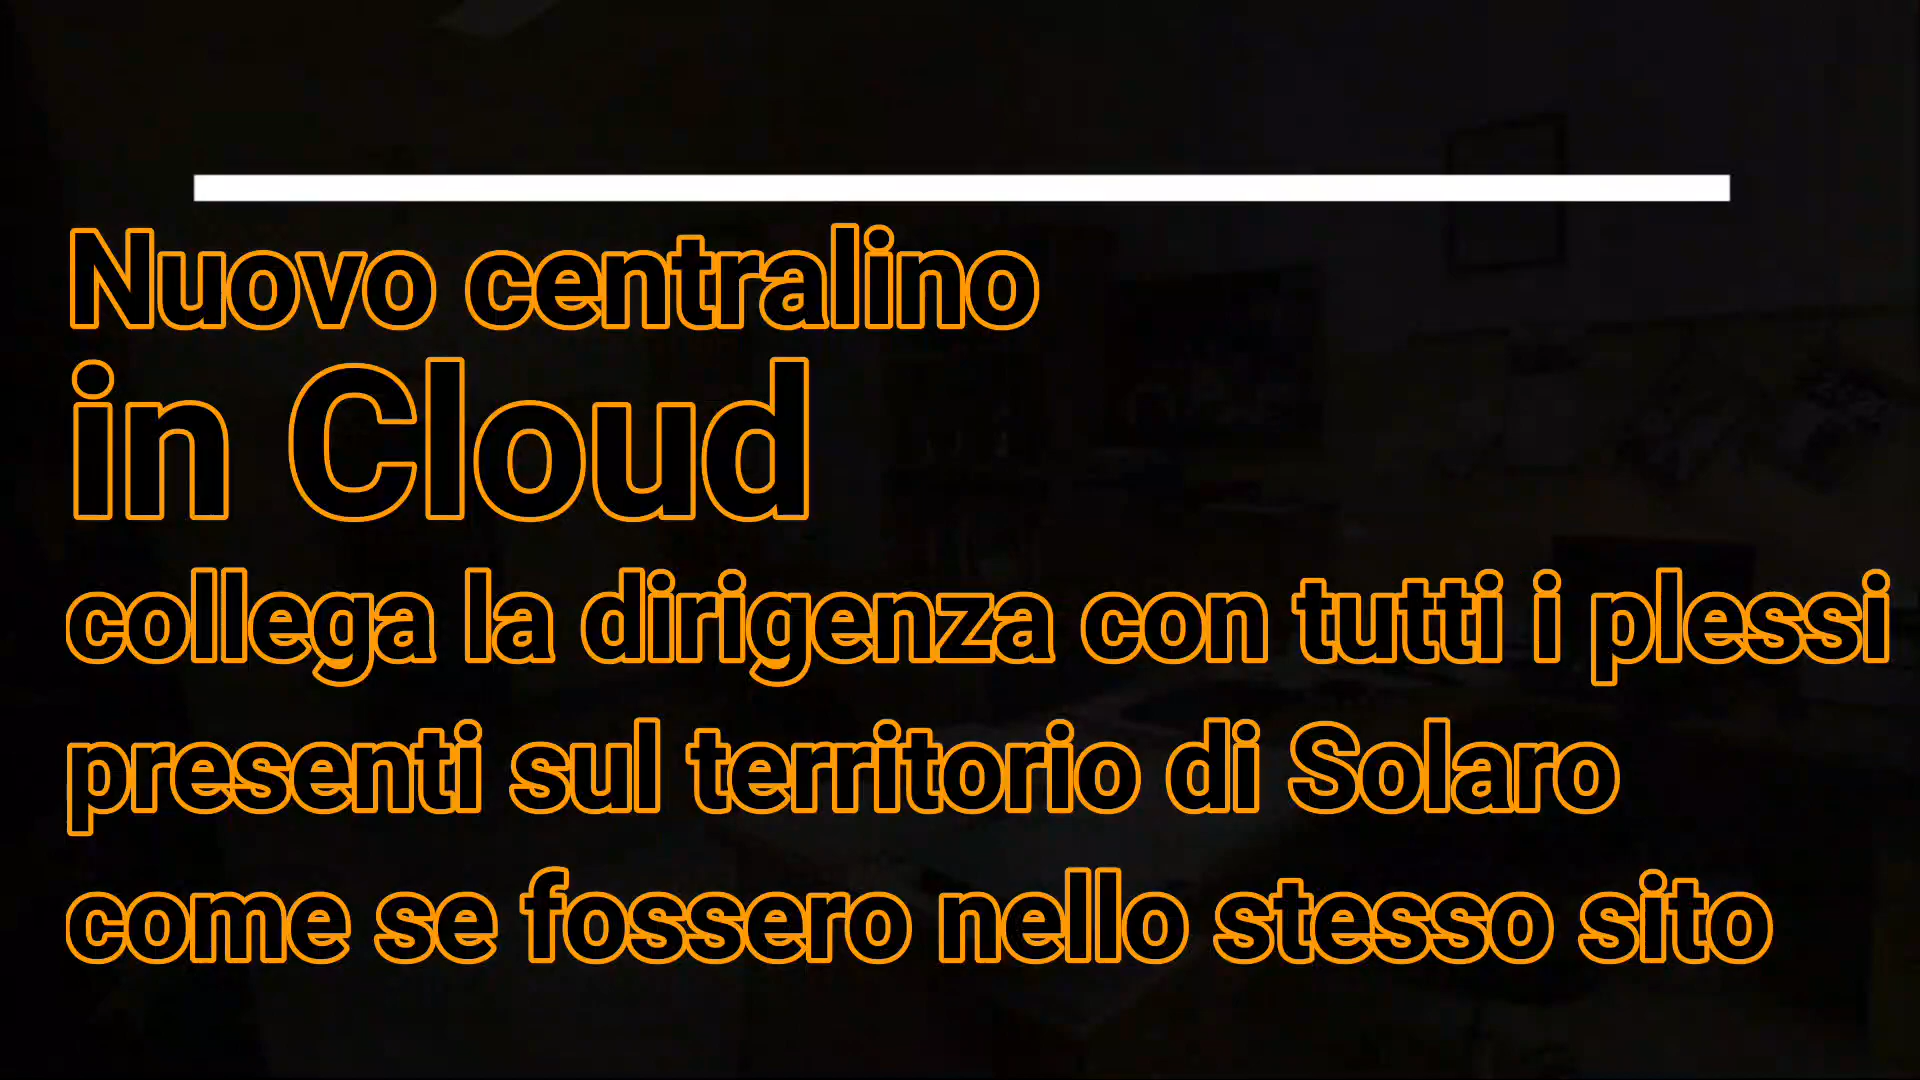 Nuovo centralino
in Cloud
collega la dirigenza con tutti i plessi
presenti sul territorio di Solaro
come se fossero nello stesso sito